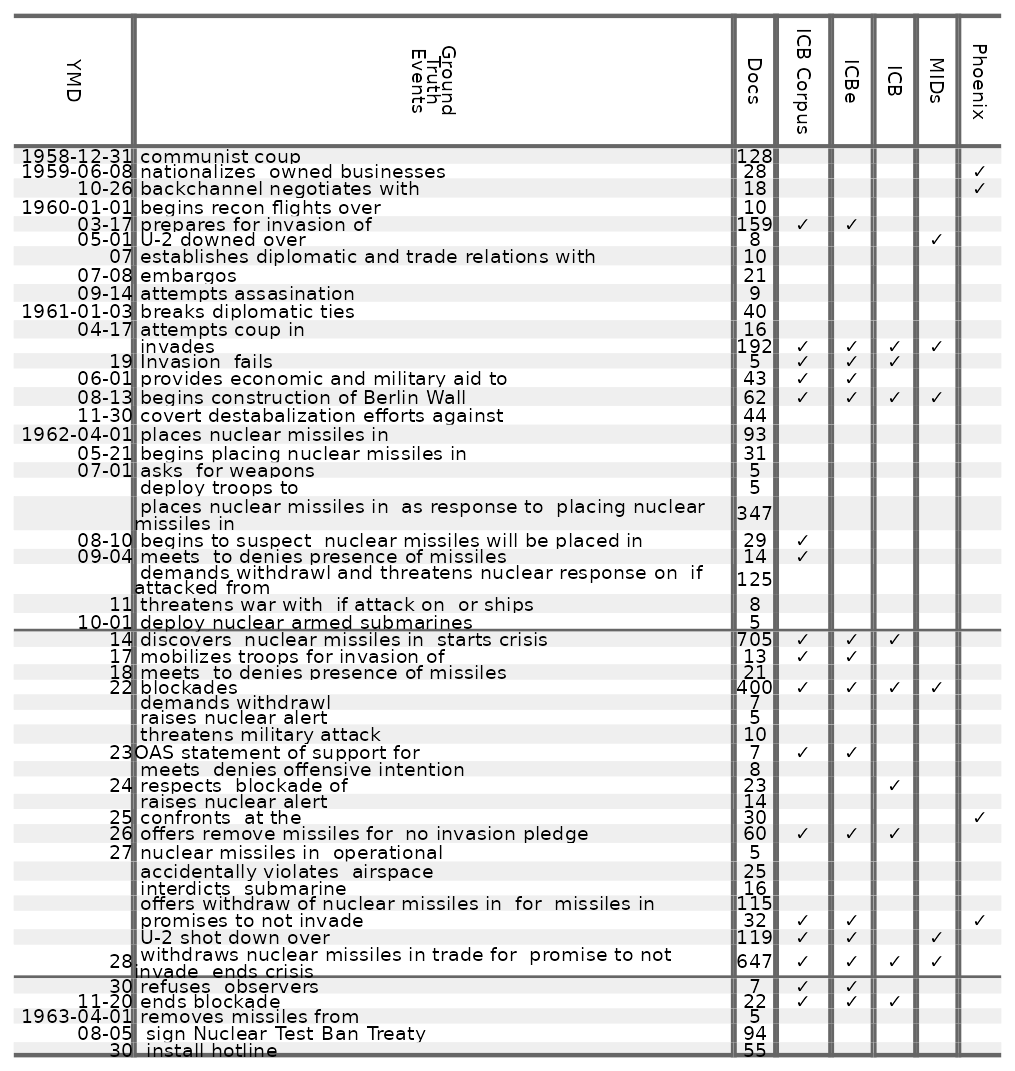 YMD Ground Truth Events Docs ICB Corpus ICBe ICB MIDs Phoenix
1958-12-31 communist coup 128
1959-06-08 nationalizes owned businesses 28 ✓
10-26 backchannel negotiates with 18 ✓
1960-01-01 begins recon flights over 10
03-17 prepares for invasion of 159 ✓ ✓
05-01 U-2 downed over 8 ✓
07 establishes diplomatic and trade relations with 10
07-08 embargos 21
09-14 attempts assasination 9
1961-01-03 breaks diplomatic ties 40
04-17 attempts coup in 16
invades 192 ✓ ✓ ✓ ✓
19 Invasion fails 5 ✓ ✓ ✓
06-01 provides economic and military aid to 43 ✓ ✓
08-13 begins construction of Berlin Wall 62 ✓ ✓ ✓ ✓
11-30 covert destabalization efforts against 44
1962-04-01 places nuclear missiles in 93
05-21 begins placing nuclear missiles in 31
07-01 asks for weapons 5
deploy troops to 5
places nuclear missiles in as response to placing nuclear
missiles in 347
08-10 begins to suspect nuclear missiles will be placed in 29 ✓
09-04 meets to denies presence of missiles 14 ✓
demands withdrawl and threatens nuclear response on if
attacked from 125
11 threatens war with if attack on or ships 8
10-01 deploy nuclear armed submarines 5
14 discovers nuclear missiles in starts crisis 705 ✓ ✓ ✓
17 mobilizes troops for invasion of 13 ✓ ✓
18 meets to denies presence of missiles 21
22 blockades 400 ✓ ✓ ✓ ✓
demands withdrawl 7
raises nuclear alert 5
threatens military attack 10
23 OAS statement of support for 7 ✓ ✓
meets denies offensive intention 8
24 respects blockade of 23 ✓
raises nuclear alert 14
25 confronts at the 30 ✓
26 offers remove missiles for no invasion pledge 60 ✓ ✓ ✓
27 nuclear missiles in operational 5
accidentally violates airspace 25
interdicts submarine 16
offers withdraw of nuclear missiles in for missiles in 115
promises to not invade 32 ✓ ✓ ✓
U-2 shot down over 119 ✓ ✓ ✓
withdraws nuclear missiles in trade for promise to not
28 invade ends crisis 647 ✓ ✓ ✓ ✓
30 refuses observers 7 ✓ ✓
11-20 ends blockade 22 ✓ ✓ ✓
1963-04-01 removes missiles from 5
08-05 sign Nuclear Test Ban Treaty 94
30 install hotline 55